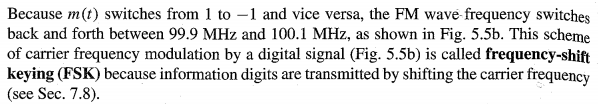 Because m(t) switches from 1 to −1 and vice versa, the FM wave frequency switches
back and forth between 99.9 MHz and 100.1 MHz, as shown in Fig. 5.5b. This scheme
of carrier frequency modulation by a digital signal (Fig. 5.5b) is called frequency-shift
keying (FSK) because information digits are transmitted by shifting the carrier frequency
(see Sec. 7.8).